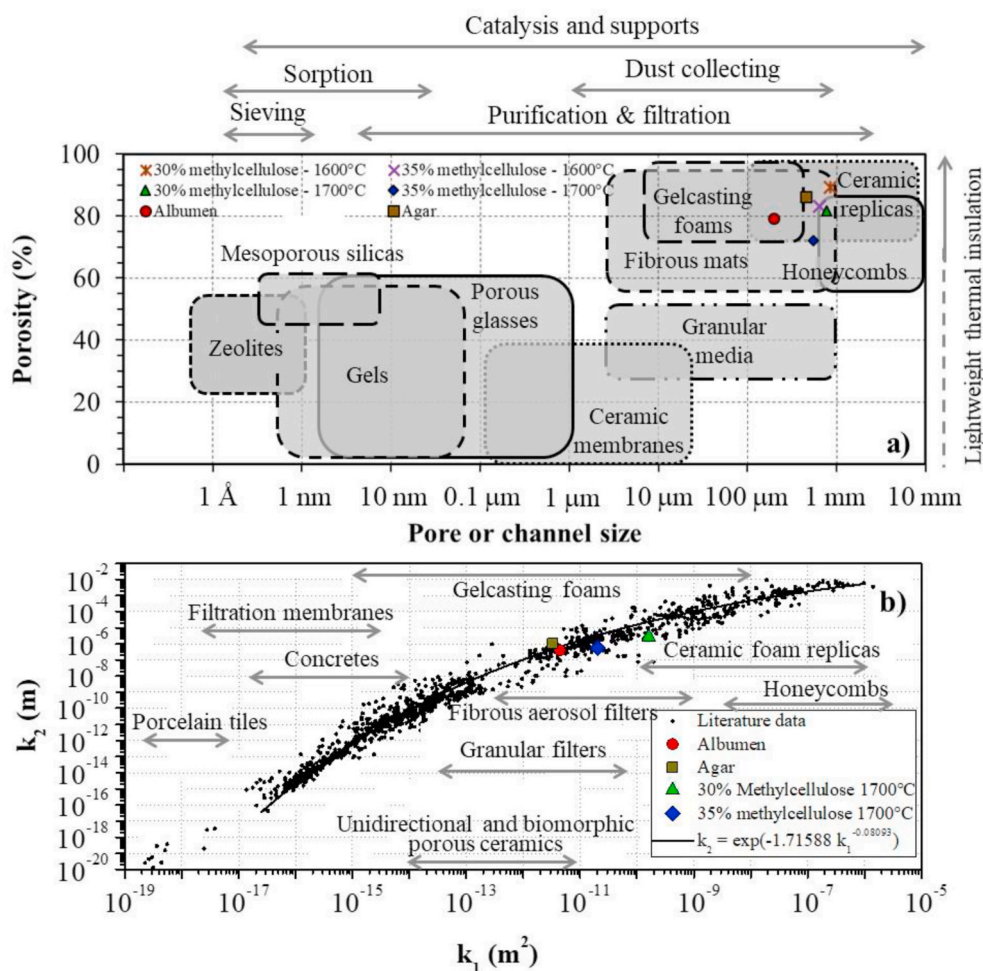 Catalysis and supports
Sorption
Dust collecting
Sieving
Purification & filtration
100
30% methylcellulose - 1600°C
35% methylcellulose - 1600°C
30% methylcellulose - 1700°C
35% methylcellulose - 1700°C
Albumen
Agar
80
60
40
20
0
Porosity (%)
Mesoporous silicas
Zeolites
Gels
Porous
glasses
Ceramic
membranes
Gelcasting
foams
Fibrous mats
Granular
media
Ceramic
replicas
Honeycombs
a)
Lightweight thermal insulation
1 Å
1 nm
10 nm
0.1 μm
1 μm
10 μm
100 μm
1 mm
10 mm
Pore or channel size
10⁻²
10⁻⁴
10⁻⁶
10⁻⁸
10⁻¹⁰
10⁻¹²
10⁻¹⁴
10⁻¹⁶
10⁻¹⁸
10⁻²⁰
k₂ (m)
b)
Gelcasting foams
Filtration membranes
Concretes
Ceramic foam replicas
Honeycombs
Porcelain tiles
Fibrous aerosol filters
Granular filters
Unidirectional and biomorphic
porous ceramics
Literature data
Albumen
Agar
30% Methylcellulose 1700°C
35% methylcellulose 1700°C
k₂ = exp(-1.71588 k₁^-0.08093)
10⁻¹⁹
10⁻¹⁷
10⁻¹⁵
10⁻¹³
10⁻¹¹
10⁻⁹
10⁻⁷
10⁻⁵
k₁ (m²)